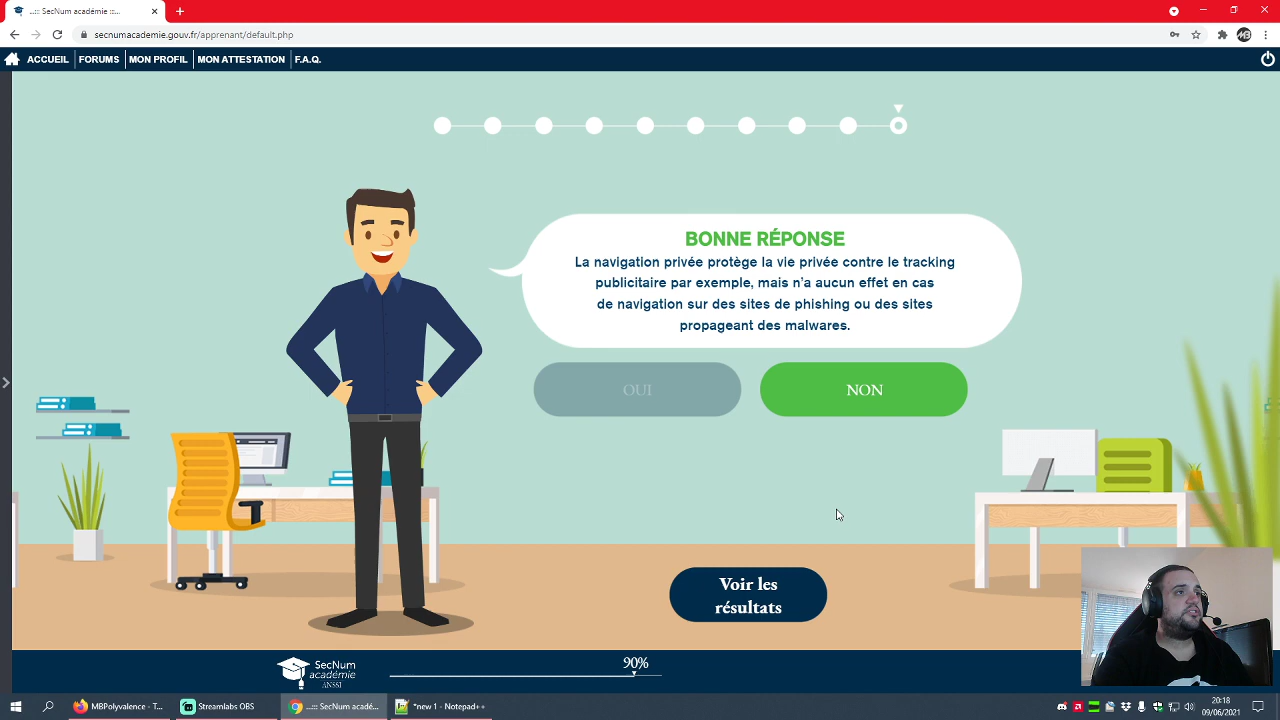 ..:: SecNum académie ::...
secnumacademie.gouv.fr/apprenant/default.php
ACCUEIL
FORUMS
MON PROFIL
MON ATTESTATION
F.A.Q.
BONNE RÉPONSE
La navigation privée protège la vie privée contre le tracking
publicitaire par exemple, mais n'a aucun effet en cas
de navigation sur des sites de phishing ou des sites
propageant des malwares.
OUI
NON
Voir les
résultats
SecNum
académie
ANSSI
90%
MBPolyvalence - T...
Streamlabs OBS
..:: SecNum acadé...
*new 1 - Notepad++
20:18
09/06/2021